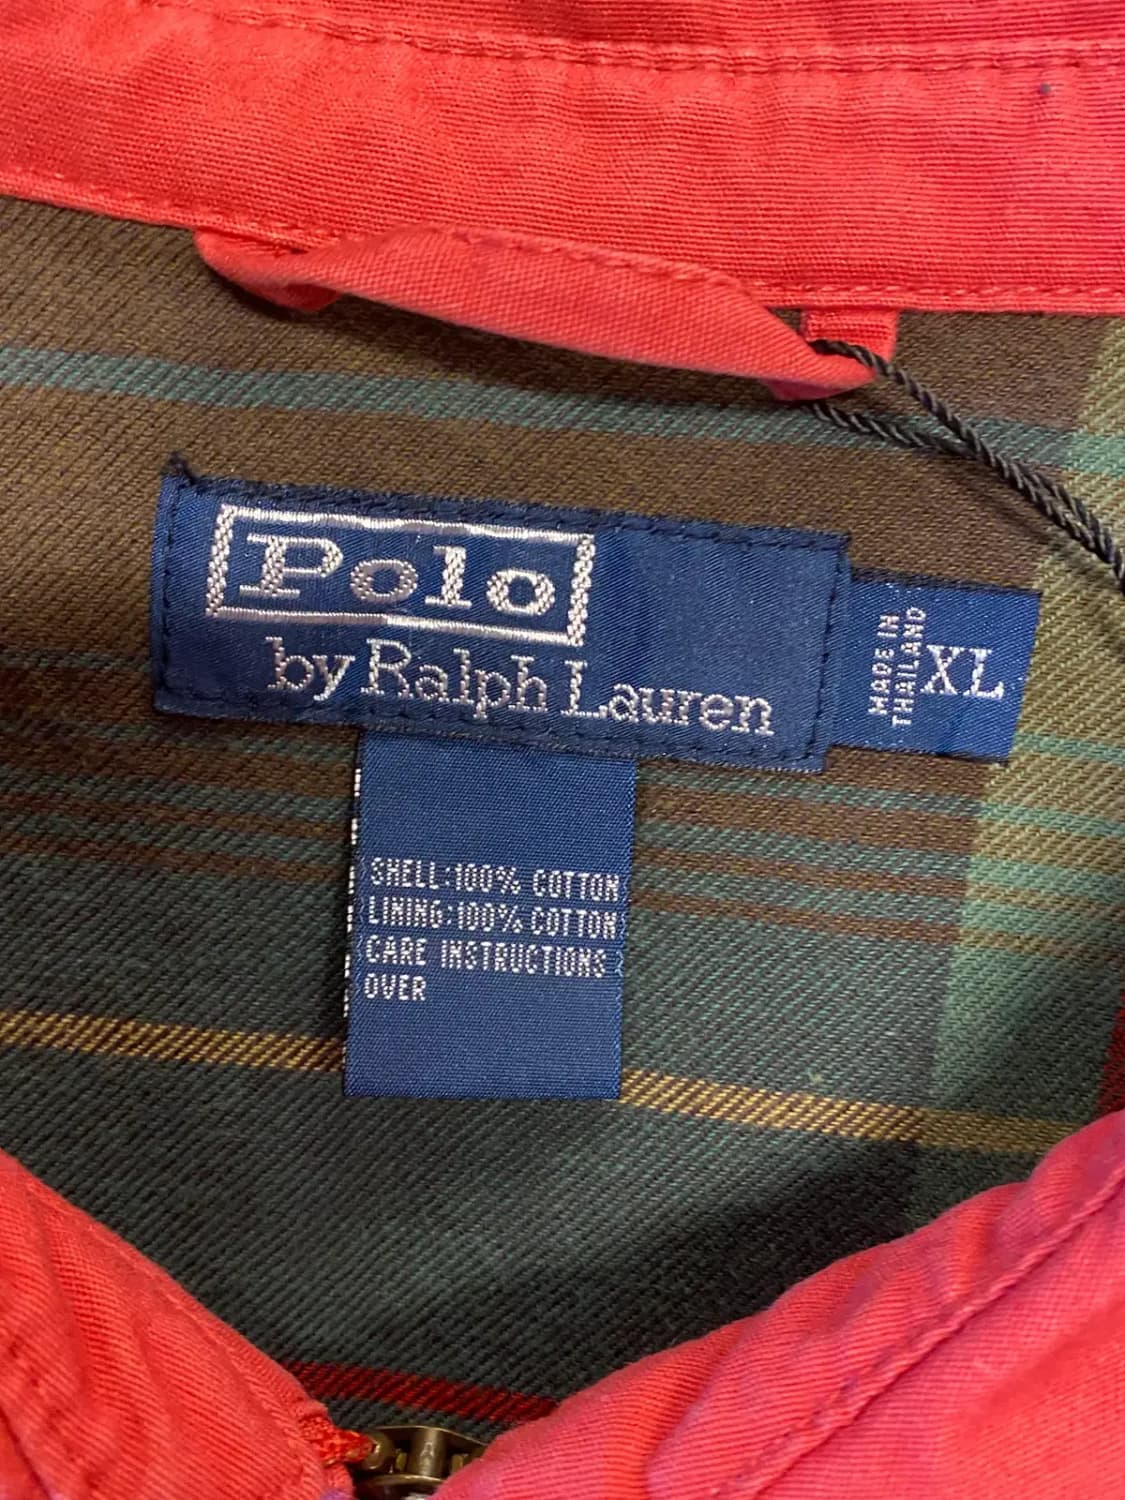 Polo
by Ralph Lauren
MADE IN
THAILAND
XL
SHELL:100% COTTON
LINING:100% COTTON
CARE INSTRUCTIONS
OVER